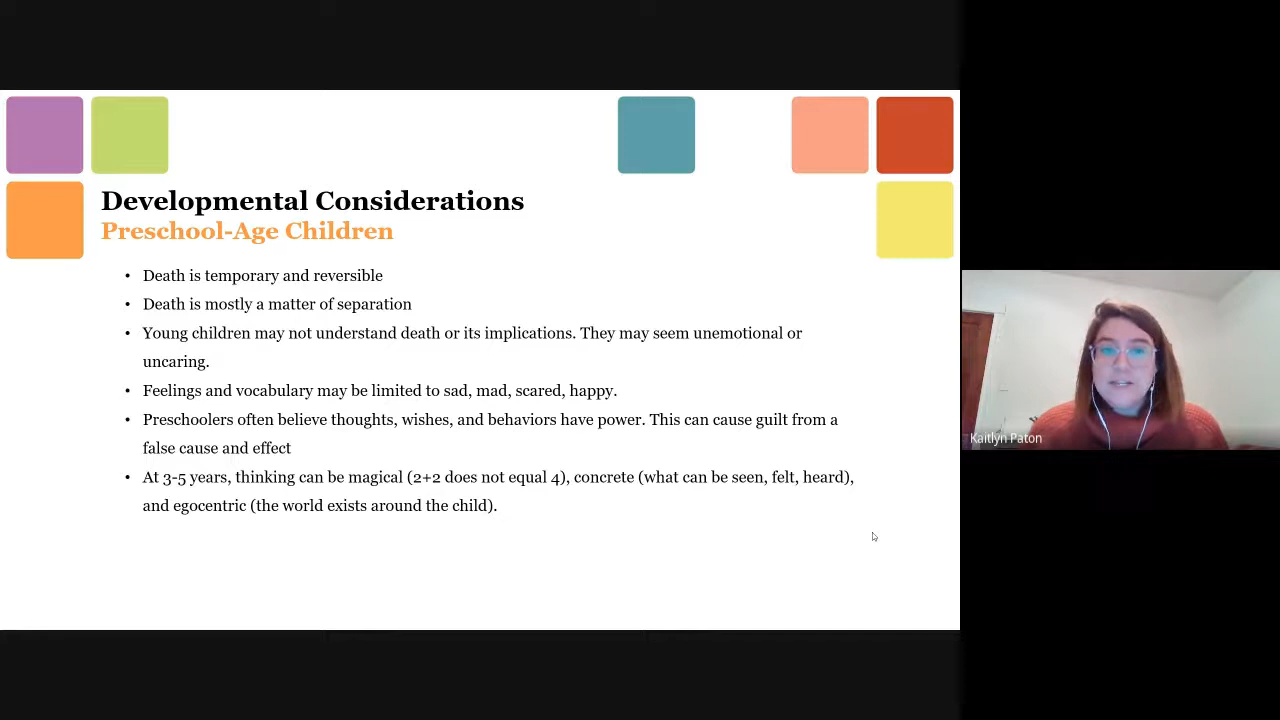 Developmental Considerations
Preschool-Age Children
• Death is temporary and reversible
• Death is mostly a matter of separation
• Young children may not understand death or its implications. They may seem unemotional or
uncaring.
• Feelings and vocabulary may be limited to sad, mad, scared, happy.
• Preschoolers often believe thoughts, wishes, and behaviors have power. This can cause guilt from a
false cause and effect
• At 3-5 years, thinking can be magical (2+2 does not equal 4), concrete (what can be seen, felt, heard),
and egocentric (the world exists around the child).
Kaitlyn Paton